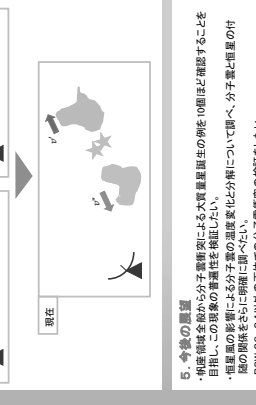 現在
v'
v"
5. 今後の展望
・帆座領域全般から分子雲衝突による大質量星誕生の例を10個ほど確認することを
目指し、この現象の普遍性を検証したい。
・恒星風の影響による分子雲の温度変化と分解について調べ、分子雲と恒星の付
随の関係をさらに明確に調べたい。